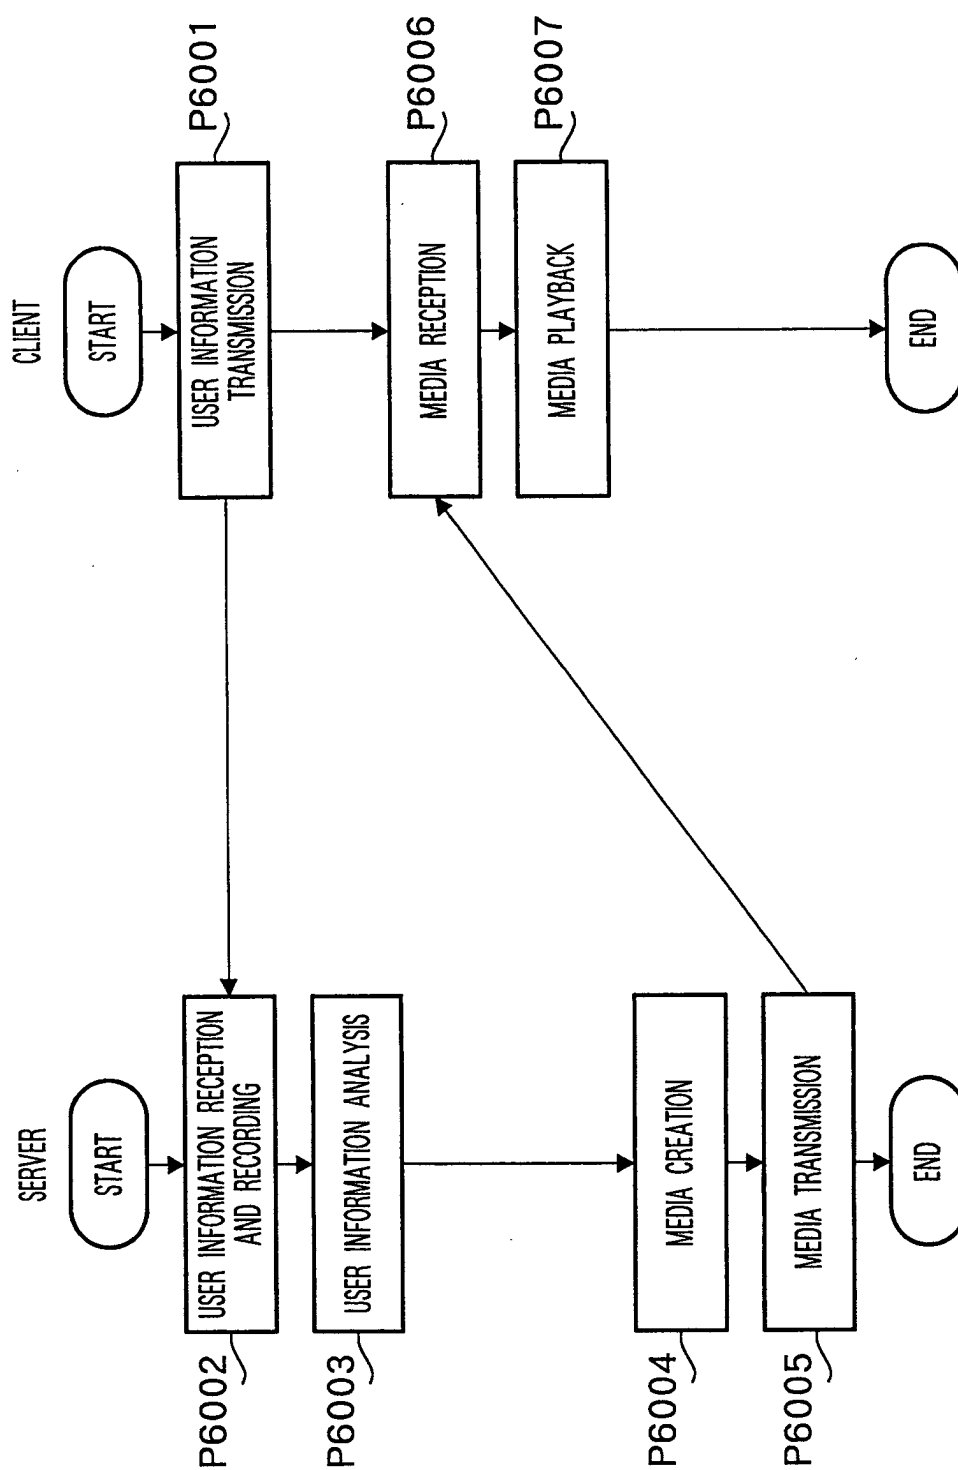 SERVER
START
P6002
USER INFORMATION RECEPTION
AND RECORDING
P6003
USER INFORMATION ANALYSIS
P6004
MEDIA CREATION
P6005
MEDIA TRANSMISSION
END
CLIENT
START
USER INFORMATION
TRANSMISSION
P6001
MEDIA RECEPTION
P6006
MEDIA PLAYBACK
P6007
END